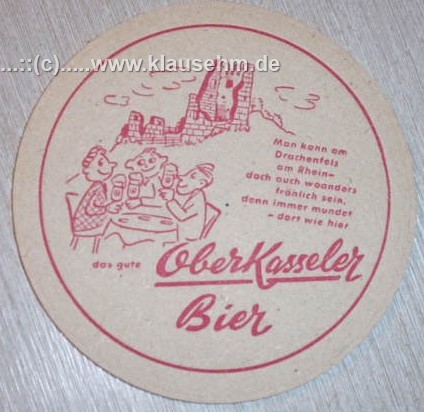 ...::(c).....www.klausehm.de
Man kann am
Drachenfels
am Rhein-
doch auch woanders
fröhlich sein,
denn immer mundet
- dort wie hier
das gute OberKasseler
Bier